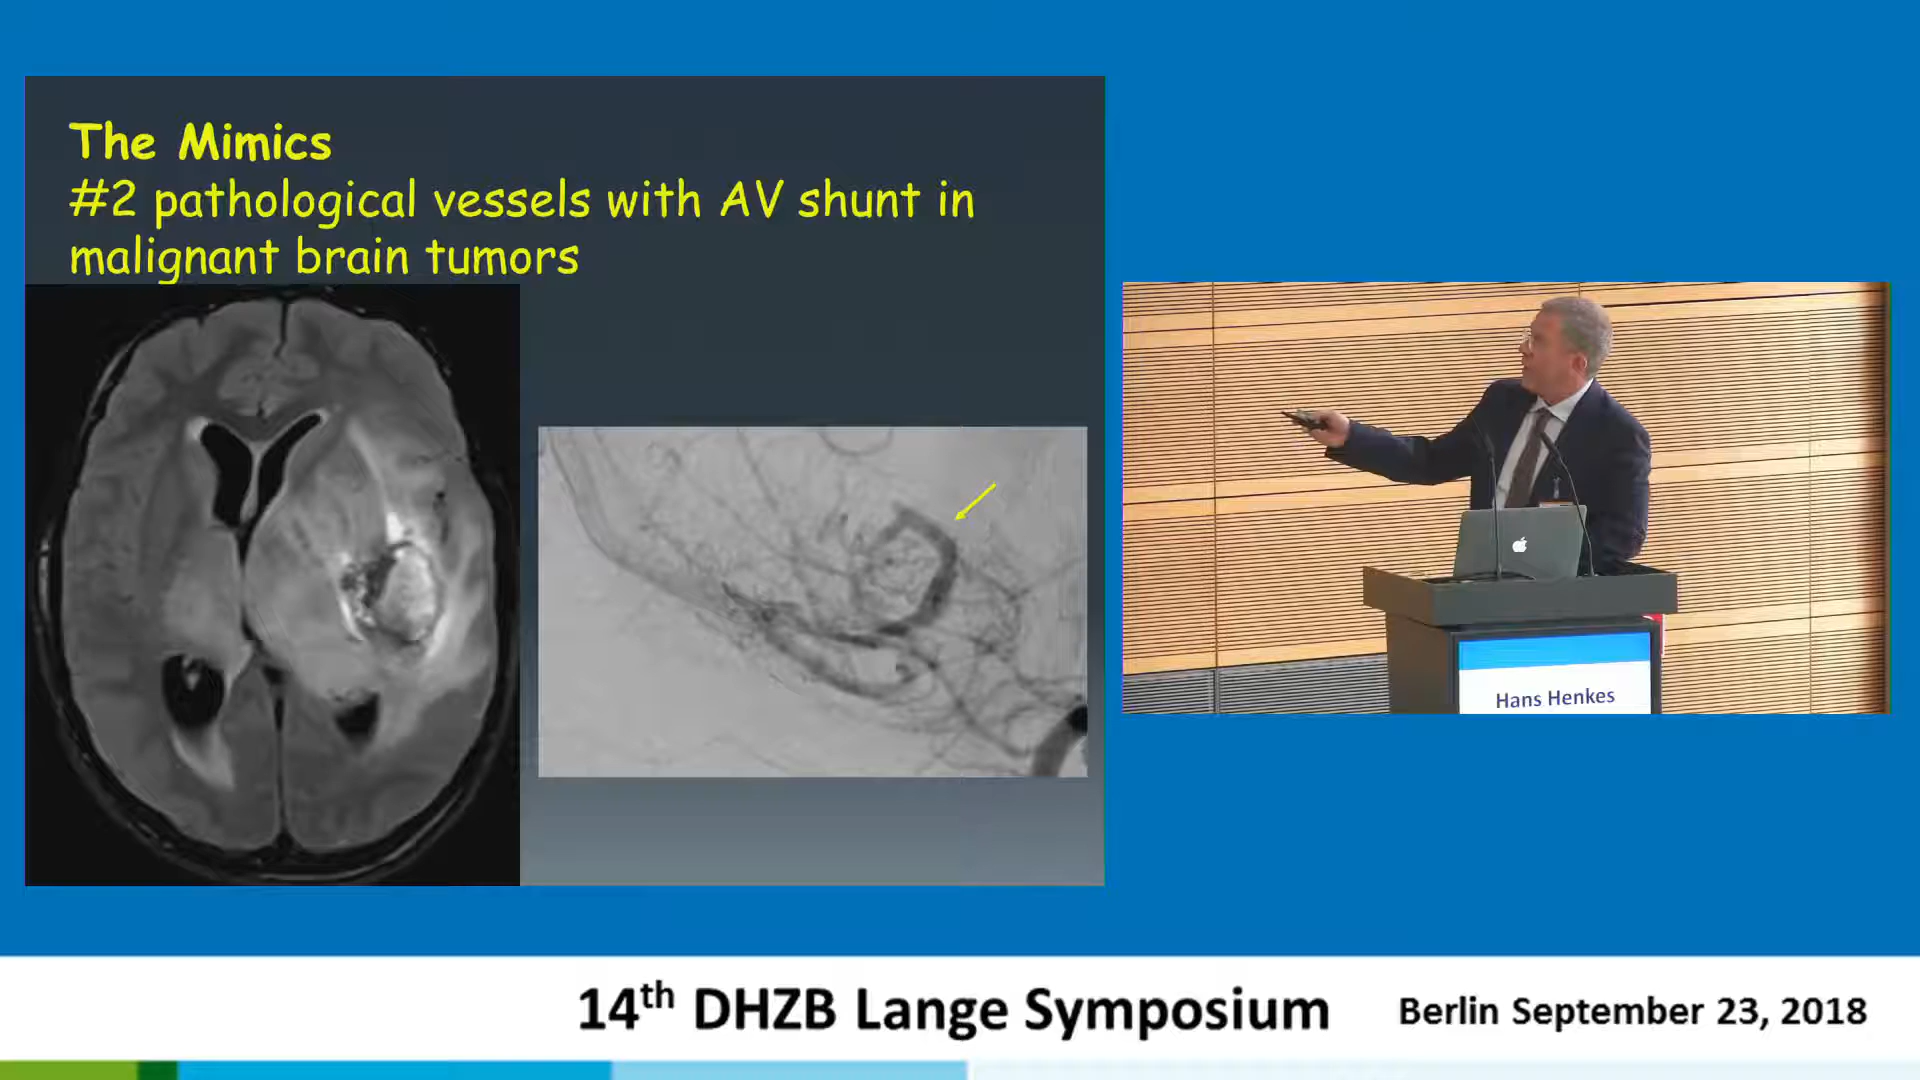 The Mimics
#2 pathological vessels with AV shunt in
malignant brain tumors
Hans Henkes
14th DHZB Lange Symposium
Berlin September 23, 2018